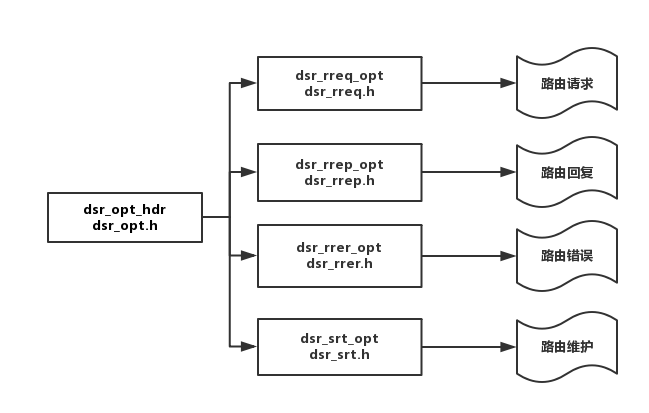 dsr_rreq_opt
dsr_rreq.h
路由请求
dsr_rrep_opt
dsr_rrep.h
路由回复
dsr_opt_hdr
dsr_opt.h
dsr_rrer_opt
dsr_rrer.h
路由错误
dsr_srt_opt
dsr_srt.h
路由维护